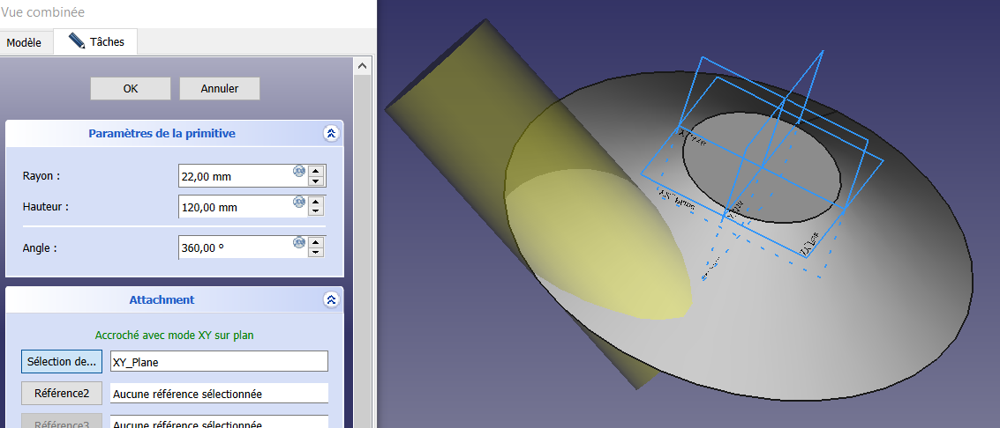 Vue combinée
Modèle
Tâches
OK
Annuler
Paramètres de la primitive
Rayon :
22,00 mm
Hauteur :
120,00 mm
Angle :
360,00 º
Attachment
Accroché avec mode XY sur plan
Sélection de...
XY_Plane
Référence2
Aucune référence sélectionnée
Référence3
Aucune référence sélectionnée